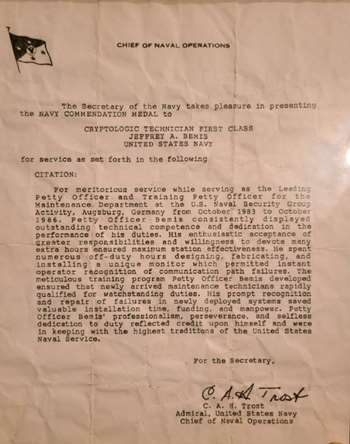 CHIEF OF NAVAL OPERATIONS
The Secretary of the Navy takes pleasure in presenting
the NAVY COMMENDATION MEDAL to
CRYPTOLOGIC TECHNICIAN FIRST CLASS
JEFFREY A. BEMIS
UNITED STATES NAVY
for service as set forth in the following
CITATION:
For meritorious service while serving as the Leading
Petty Officer and Training Petty Officer for the
Maintenance Department at the U.S. Naval Security Group
Activity, Augsburg, Germany from October 1983 to October
1986. Petty Officer Bemis consistently displayed
outstanding technical competence and dedication in the
performance of his duties. His enthusiastic acceptance of
greater responsibilities and willingness to devote many
extra hours ensured maximum station effectiveness. He spent
numerous off-duty hours designing, fabricating, and
installing a unique monitor which permitted instant
operator recognition of communication path failures. The
meticulous training program Petty Officer Bemis developed
ensured that newly arrived maintenance technicians rapidly
qualified for watchstanding duties. His prompt recognition
and repair of failures in newly deployed systems saved
valuable installation time, funding, and manpower. Petty
Officer Bemis' professionalism, perseverance, and selfless
dedication to duty reflected credit upon himself and were
in keeping with the highest traditions of the United States
Naval Service.
For the Secretary,
C. A. H. Trost
C. A. H. Trost
Admiral, United States Navy
Chief of Naval Operations